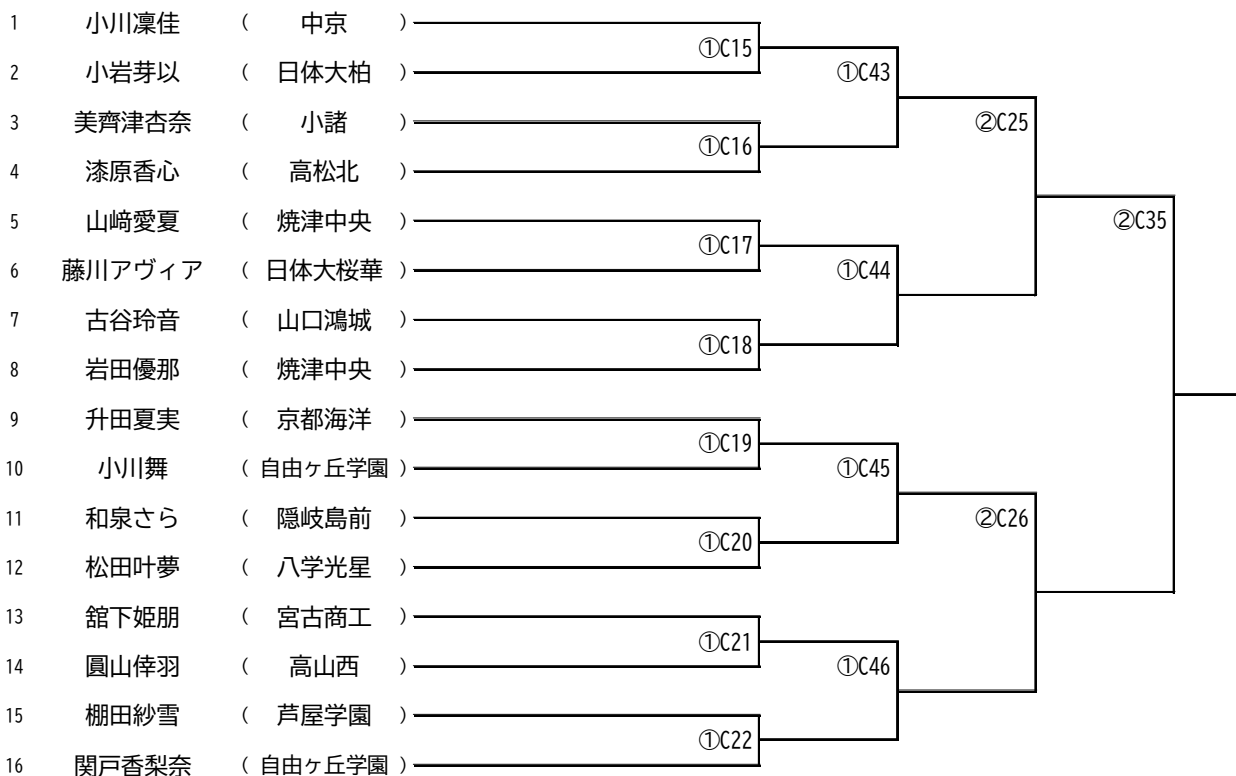 1 小川凜佳 ( 中京 )
①C15
2 小岩芽以 ( 日体大柏 )
①C43
3 美齊津杏奈 ( 小諸 )
②C25
①C16
4 漆原香心 ( 高松北 )
5 山﨑愛夏 ( 焼津中央 )
②C35
①C17
6 藤川アヴィア ( 日体大桜華 )
①C44
7 古谷玲音 ( 山口鴻城 )
①C18
8 岩田優那 ( 焼津中央 )
9 升田夏実 ( 京都海洋 )
①C19
10 小川舞 ( 自由ヶ丘学園 )
①C45
11 和泉さら ( 隠岐島前 )
②C26
①C20
12 松田叶夢 ( 八学光星 )
13 舘下姫朋 ( 宮古商工 )
①C21
14 圓山倖羽 ( 高山西 )
①C46
15 棚田紗雪 ( 芦屋学園 )
①C22
16 関戸香梨奈 ( 自由ヶ丘学園 )